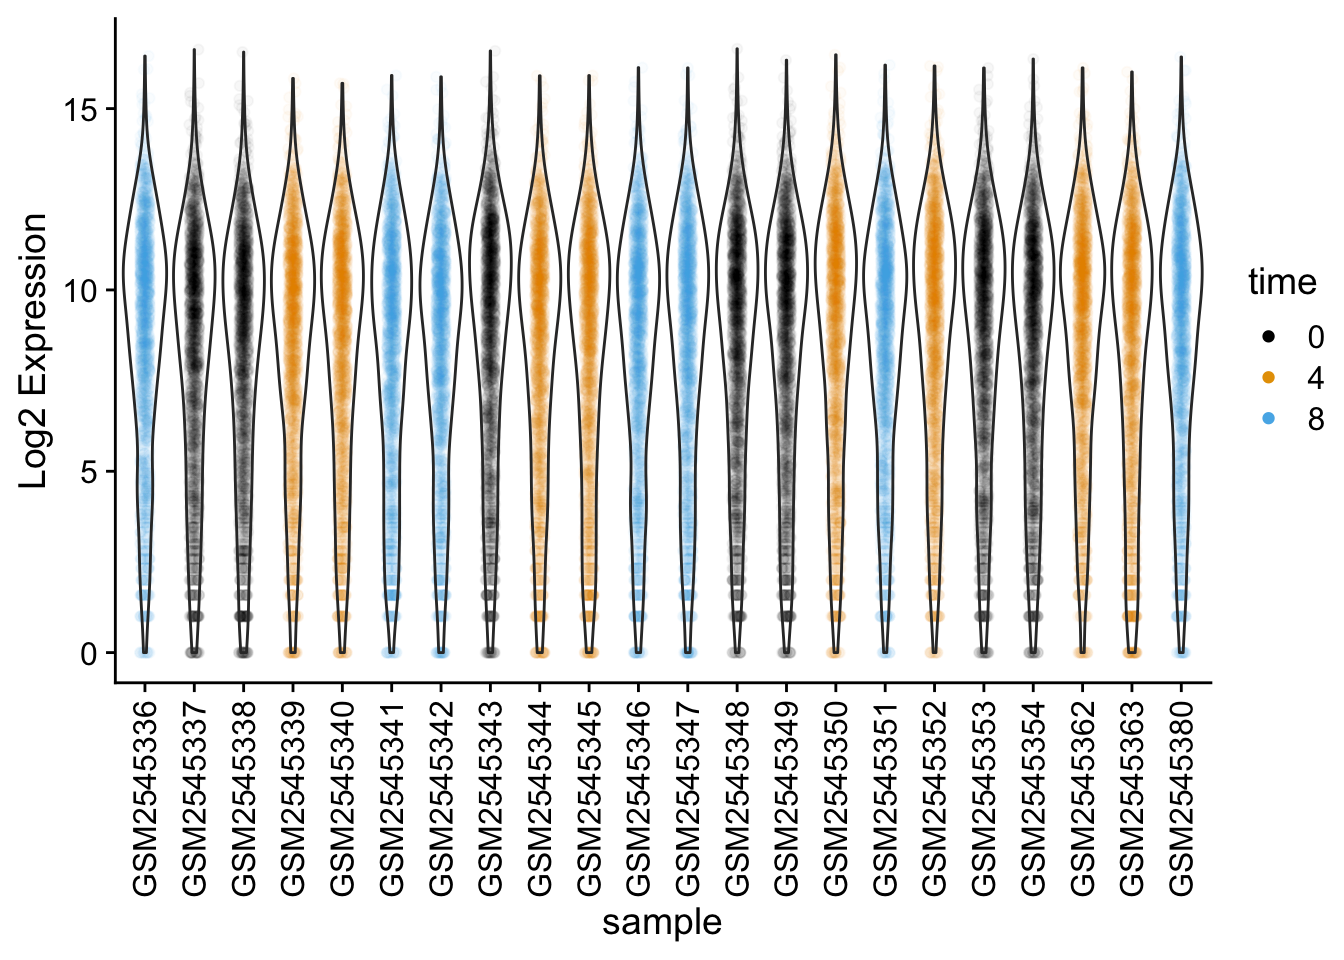 Log2 Expression
15
10
5
0
GSM2545336
GSM2545337
GSM2545338
GSM2545339
GSM2545340
GSM2545341
GSM2545342
GSM2545343
GSM2545344
GSM2545345
GSM2545346
GSM2545347
GSM2545348
GSM2545349
GSM2545350
GSM2545351
GSM2545352
GSM2545353
GSM2545354
GSM2545362
GSM2545363
GSM2545380
sample
time
0
4
8